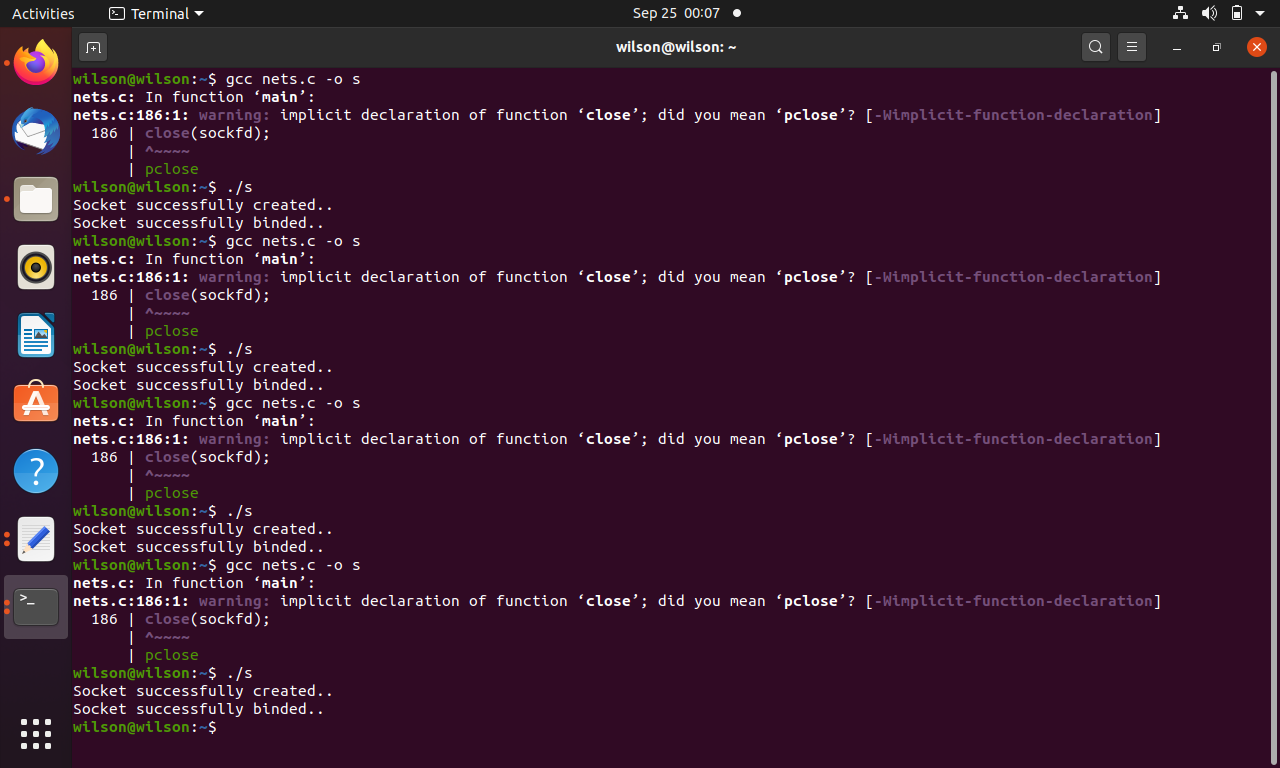 Activities Terminal Sep 25 00:07
wilson@wilson: ~
wilson@wilson:~$ gcc nets.c -o s
nets.c: In function ‘main’:
nets.c:186:1: warning: implicit declaration of function ‘close’; did you mean ‘pclose’? [-Wimplicit-function-declaration]
186 | close(sockfd);
| ^~~~~
| pclose
wilson@wilson:~$ ./s
Socket successfully created..
Socket successfully binded..
wilson@wilson:~$ gcc nets.c -o s
nets.c: In function ‘main’:
nets.c:186:1: warning: implicit declaration of function ‘close’; did you mean ‘pclose’? [-Wimplicit-function-declaration]
186 | close(sockfd);
| ^~~~~
| pclose
wilson@wilson:~$ ./s
Socket successfully created..
Socket successfully binded..
wilson@wilson:~$ gcc nets.c -o s
nets.c: In function ‘main’:
nets.c:186:1: warning: implicit declaration of function ‘close’; did you mean ‘pclose’? [-Wimplicit-function-declaration]
186 | close(sockfd);
| ^~~~~
| pclose
wilson@wilson:~$ ./s
Socket successfully created..
Socket successfully binded..
wilson@wilson:~$ gcc nets.c -o s
nets.c: In function ‘main’:
nets.c:186:1: warning: implicit declaration of function ‘close’; did you mean ‘pclose’? [-Wimplicit-function-declaration]
186 | close(sockfd);
| ^~~~~
| pclose
wilson@wilson:~$ ./s
Socket successfully created..
Socket successfully binded..
wilson@wilson:~$